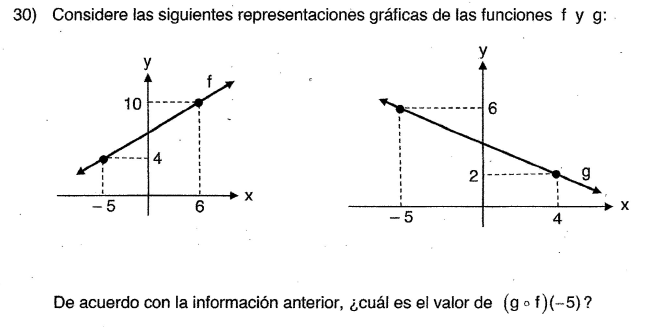 30) Considere las siguientes representaciones gráficas de las funciones f y g:
y
f
10
4
-5
6
x
y
6
2
g
-5
4
x
De acuerdo con la información anterior, ¿cuál es el valor de (g ∘ f)(-5)?